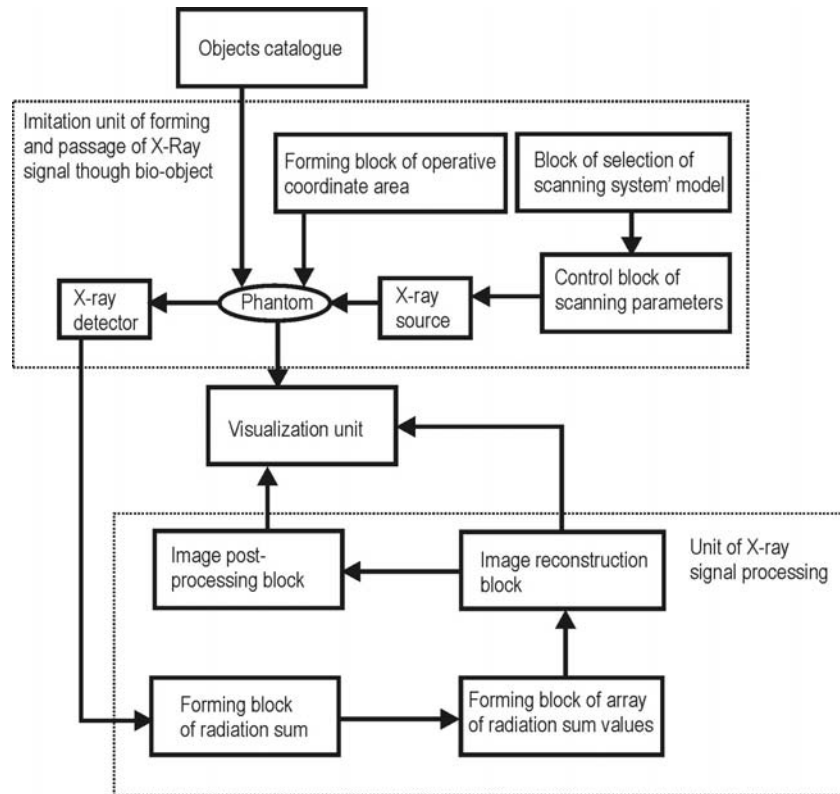 Objects catalogue
Imitation unit of forming
and passage of X-Ray
signal though bio-object
Forming block of operative
coordinate area
Block of selection of
scanning system' model
X-ray
detector
Phantom
X-ray
source
Control block of
scanning parameters
Visualization unit
Image post-
processing block
Image reconstruction
block
Unit of X-ray
signal processing
Forming block
of radiation sum
Forming block of array
of radiation sum values